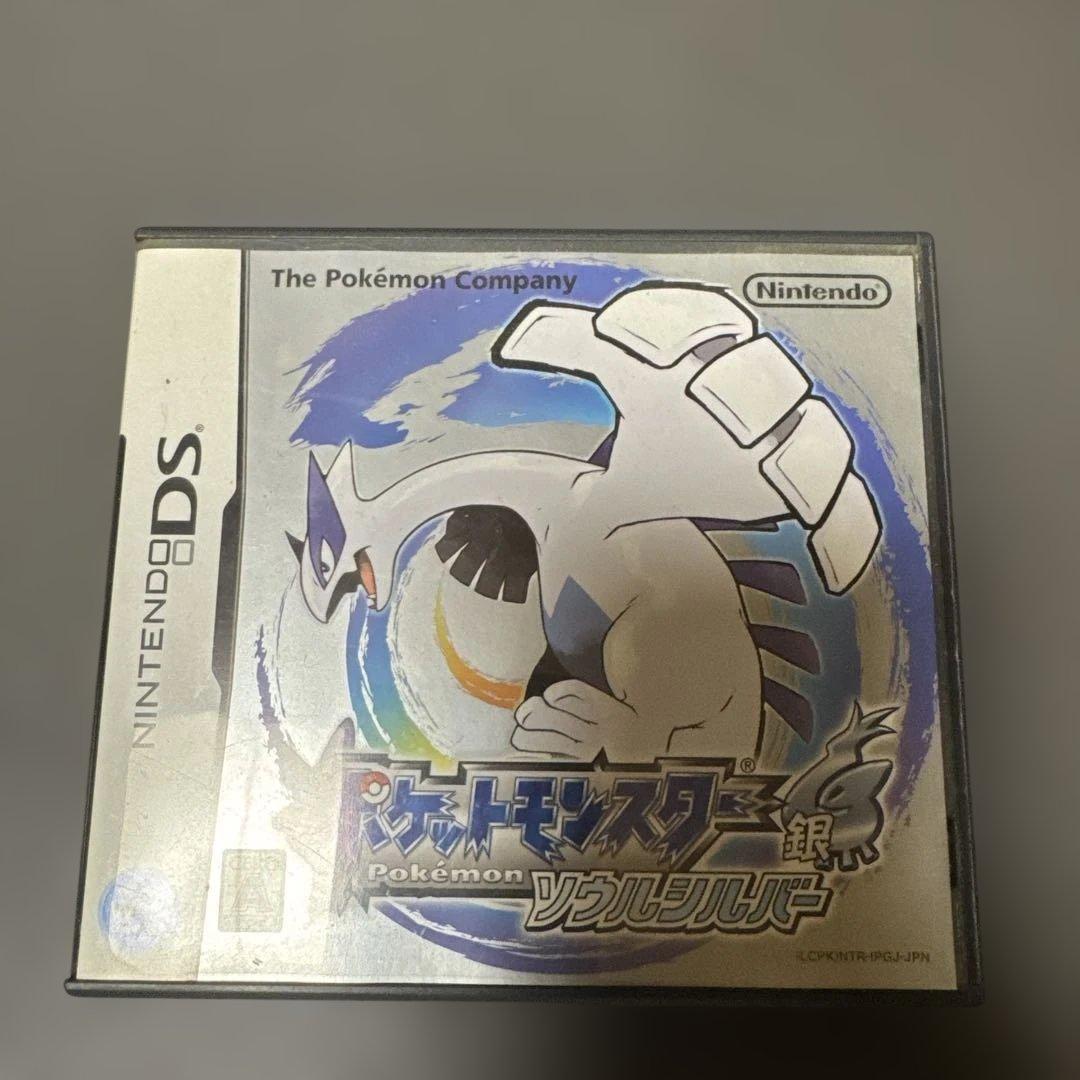 The Pokémon Company
Nintendo®
NINTENDO DS®
ポケットモンスター®
銀
Pokémon
ソウルシルバー
CERO
A
(LCPK)NTR-IPGJ-JPN